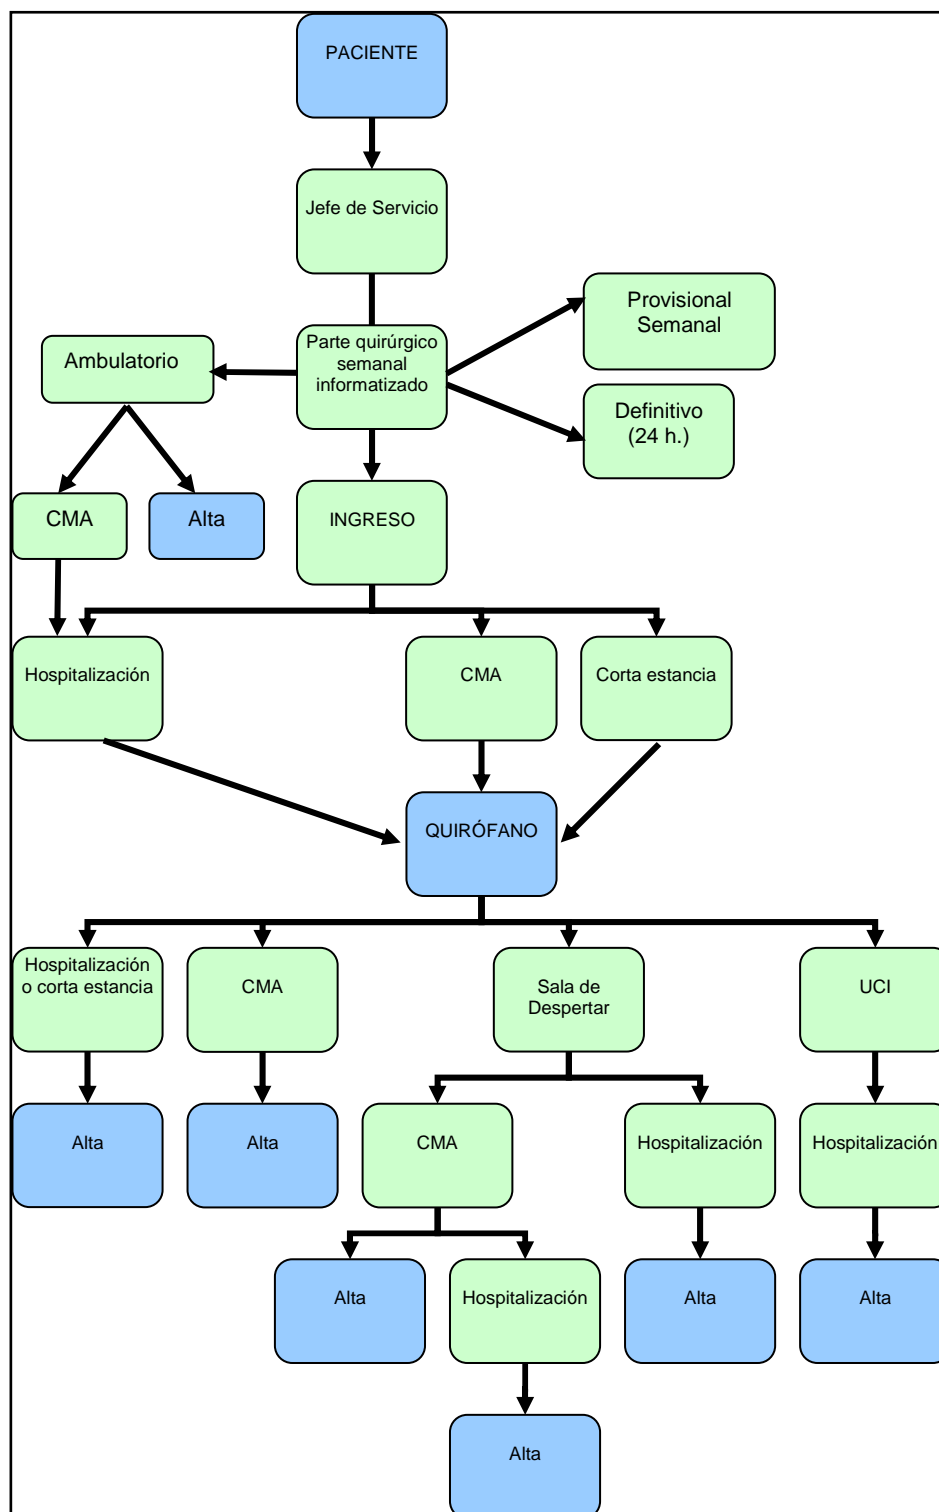 PACIENTE
Jefe de Servicio
Provisional
Semanal
Parte quirúrgico
semanal
informatizado
Ambulatorio
Definitivo
(24 h.)
CMA
Alta
INGRESO
Hospitalización
CMA
Corta estancia
QUIRÓFANO
Hospitalización
o corta estancia
CMA
Sala de
Despertar
UCI
Alta
Alta
CMA
Hospitalización
Hospitalización
Alta
Hospitalización
Alta
Alta
Alta